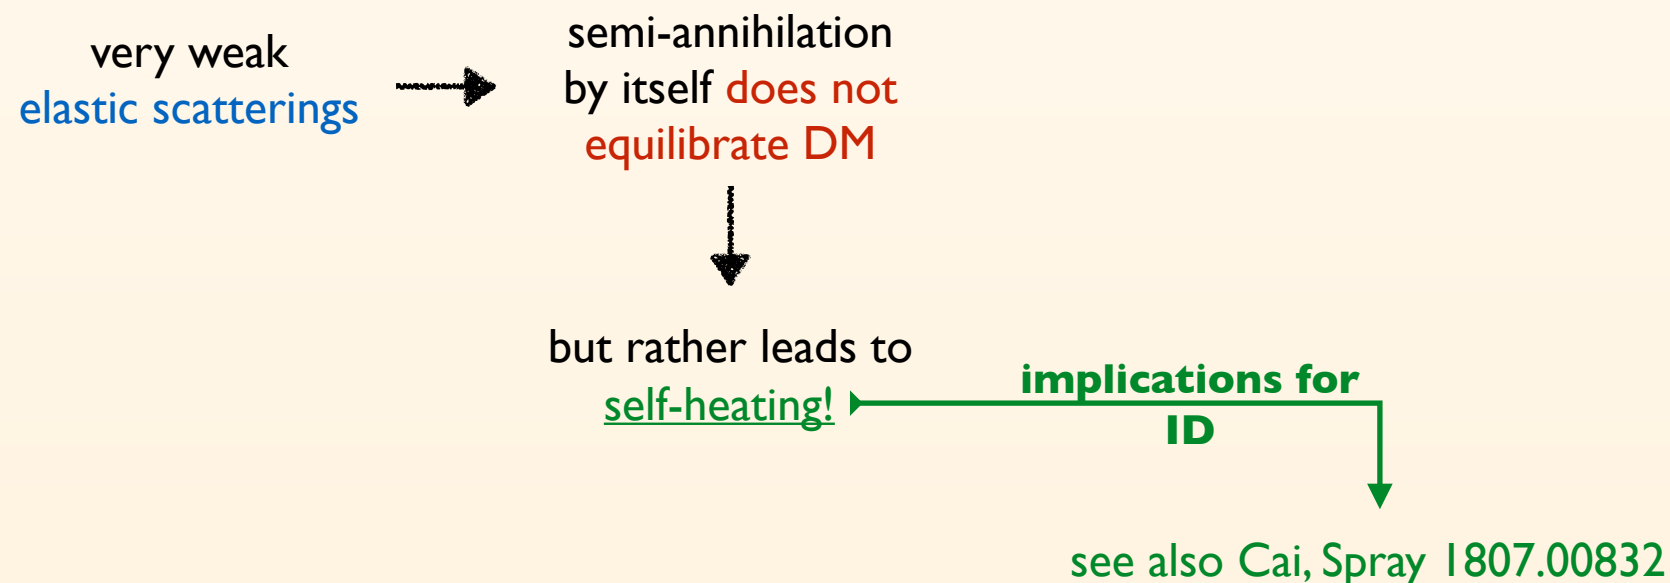 very weak
elastic scatterings
semi-annihilation
by itself does not
equilibrate DM
but rather leads to
self-heating!
implications for
ID
see also Cai, Spray 1807.00832